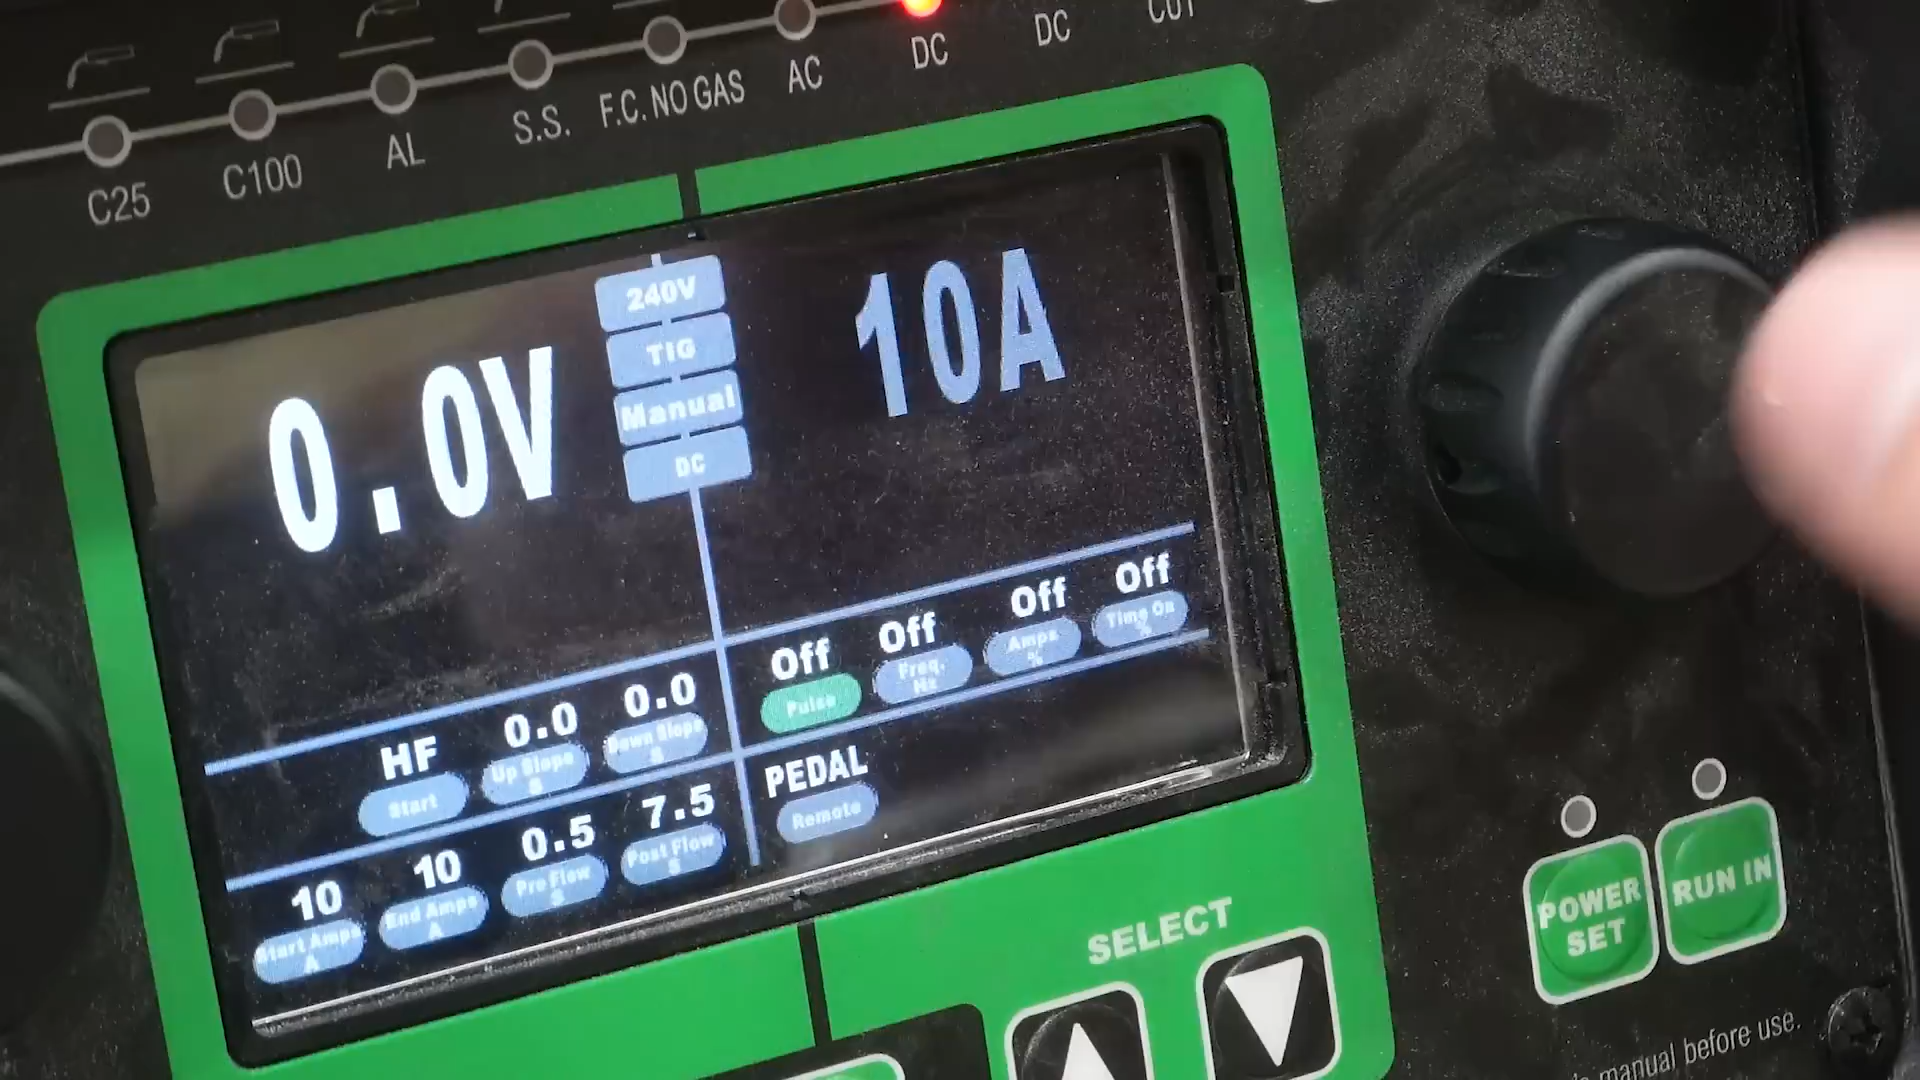 C25
C100
AL
S.S.
F.C. NO GAS
AC
DC
DC
CUT
0.0V
240V
TIG
Manual
DC
10A
HF
Start
0.0
Up Slope
S
0.0
Down Slope
S
10
Start Amps
A
10
End Amps
A
0.5
Pre Flow
S
7.5
Post Flow
S
Off
Pulse
Off
Freq.
Hz
Off
Amps
%
Off
Time On
%
PEDAL
Remote
SELECT
POWER
SET
RUN IN
manual before use.